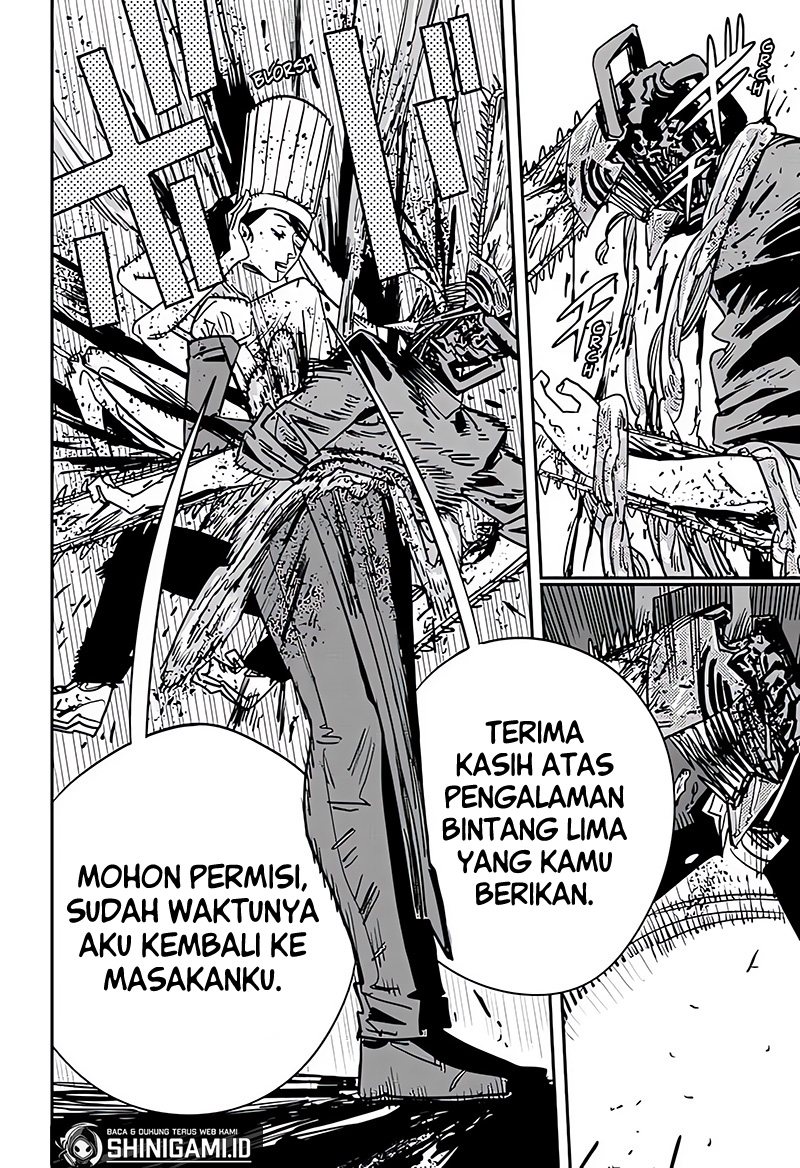 GRCH
GRCH
BLORSH
TERIMA
KASIH ATAS
PENGALAMAN
BINTANG LIMA
YANG KAMU
BERIKAN.
MOHON PERMISI,
SUDAH WAKTUNYA
AKU KEMBALI KE
MASAKANKU.
BACA & DUKUNG TERUS WEB KAMI
SHINIGAMI.ID